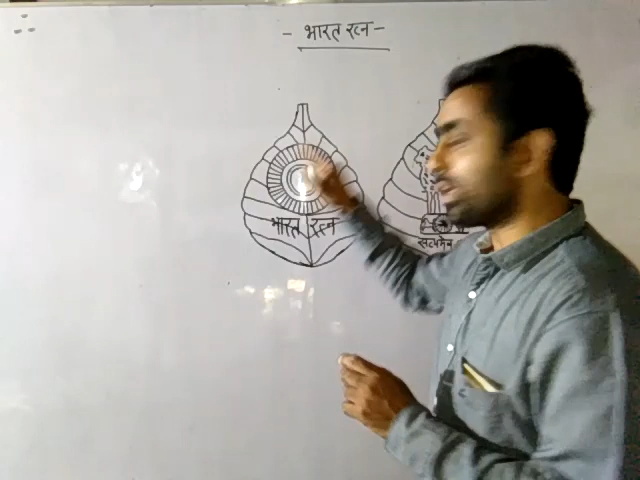 - भारत रत्न -
भारत रत्न
सत्यमेव